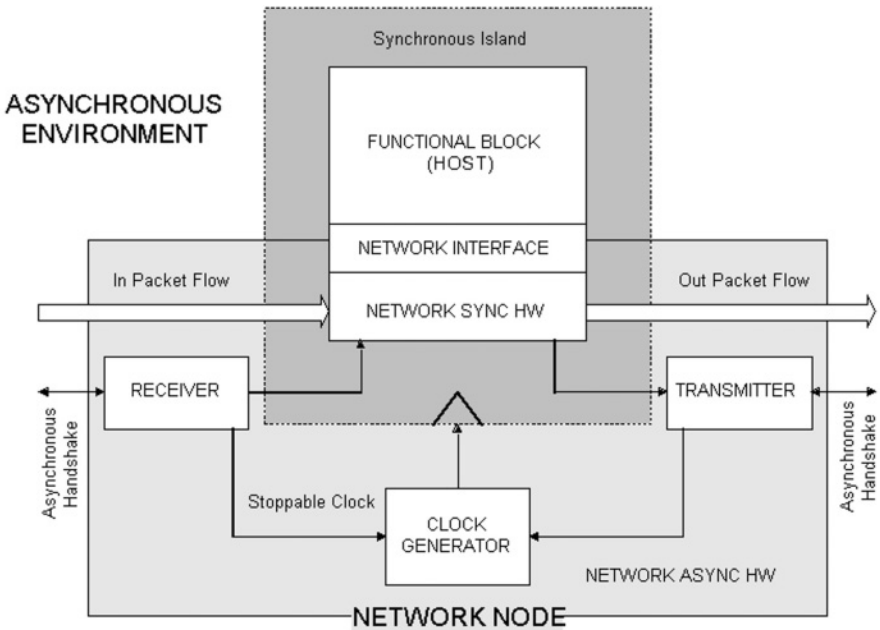 Synchronous Island
ASYNCHRONOUS
ENVIRONMENT
FUNCTIONAL BLOCK
(HOST)
NETWORK INTERFACE
In Packet Flow
Out Packet Flow
NETWORK SYNC HW
RECEIVER
TRANSMITTER
Asynchronous
Handshake
Asynchronous
Handshake
Stoppable Clock
CLOCK
GENERATOR
NETWORK ASYNC HW
NETWORK NODE